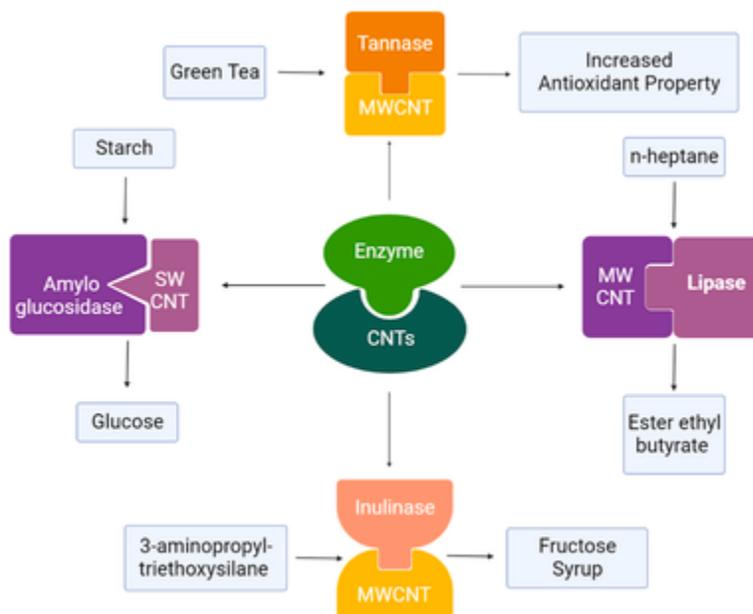 Tannase
Green Tea
Increased
Antioxidant Property
MWCNT
Starch
n-heptane
Enzyme
Amylo
glucosidase
SW
CNT
MW
CNT
Lipase
CNTs
Glucose
Ester ethyl
butyrate
Inulinase
3-aminopropyl-
triethoxysilane
Fructose
Syrup
MWCNT